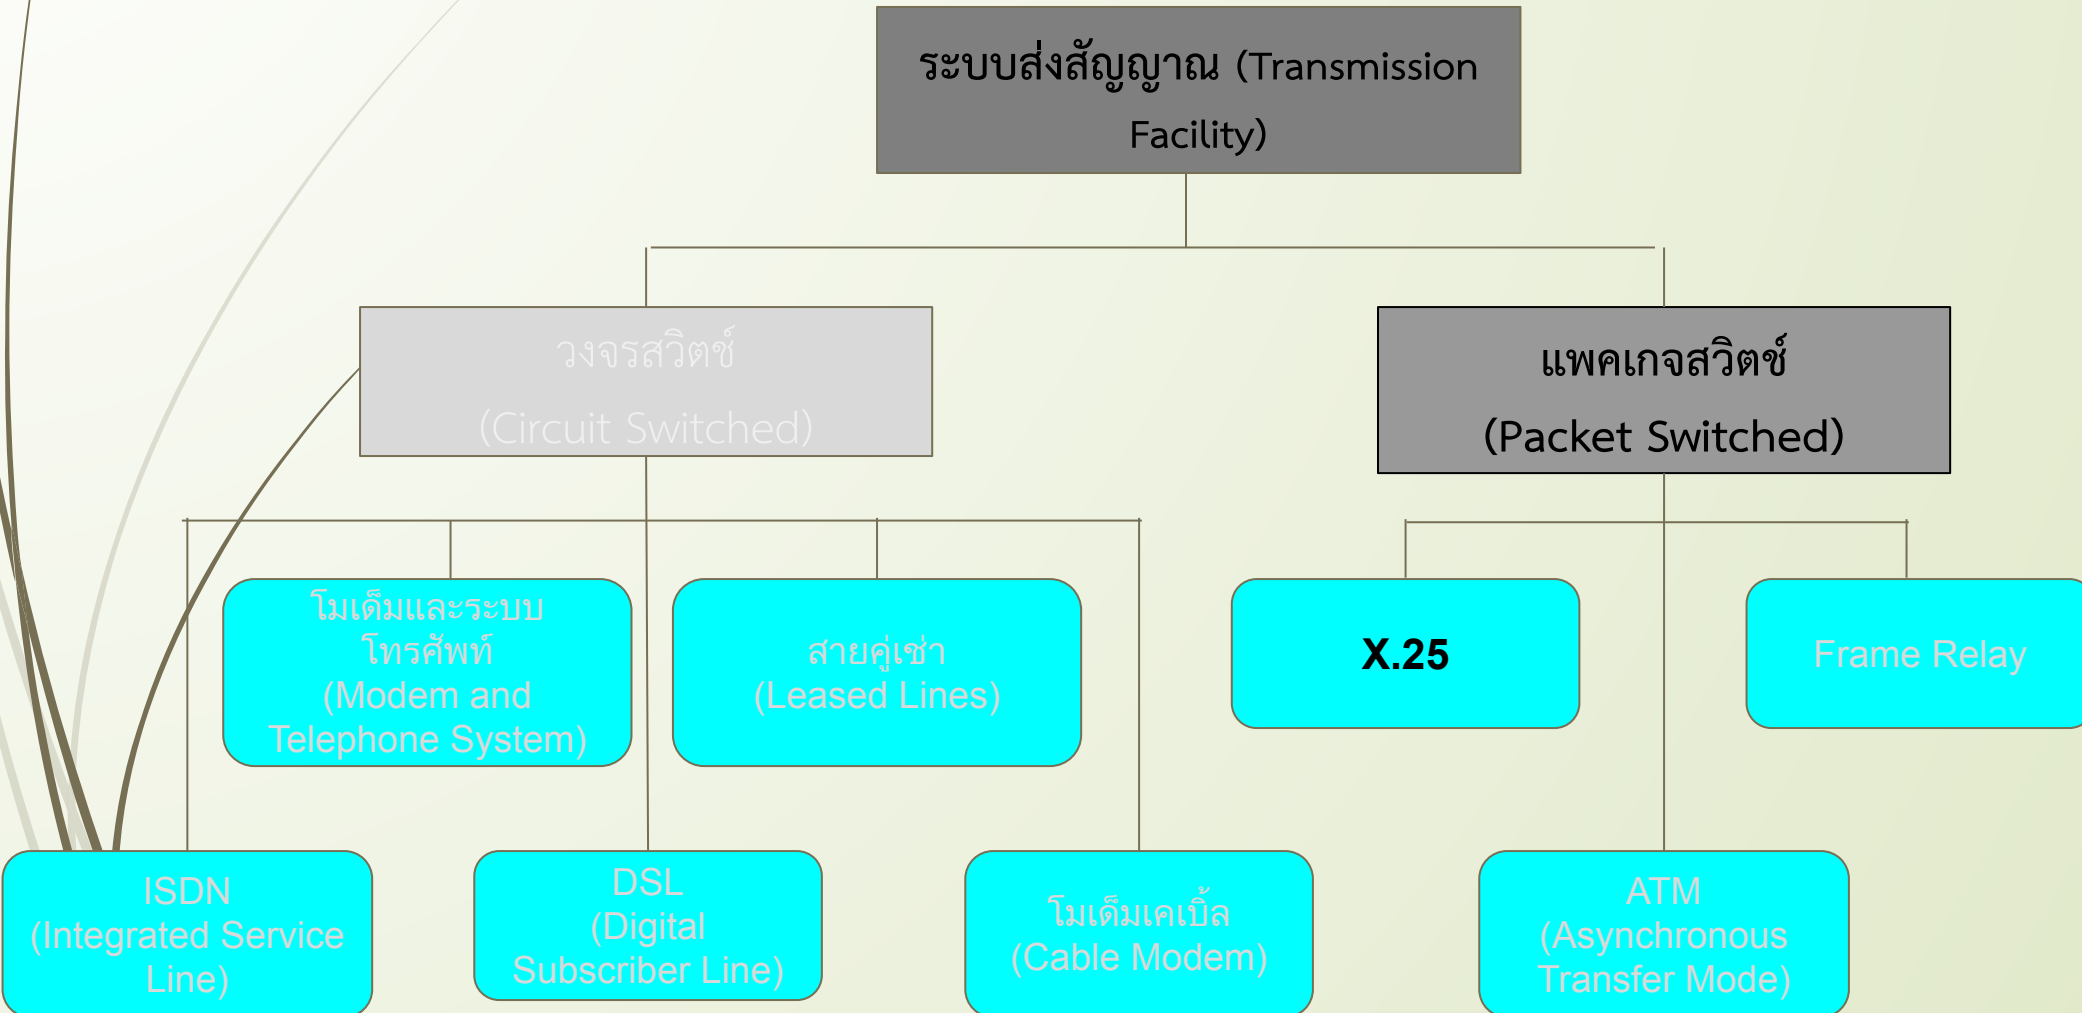 ระบบส่งสัญญาณ (Transmission
Facility)
วงจรสวิตช์
(Circuit Switched)
แพคเกจสวิตช์
(Packet Switched)
โมเด็มและระบบ
โทรศัพท์
(Modem and
Telephone System)
สายคู่เช่า
(Leased Lines)
X.25
Frame Relay
ISDN
(Integrated Service
Line)
DSL
(Digital
Subscriber Line)
โมเด็มเคเบิ้ล
(Cable Modem)
ATM
(Asynchronous
Transfer Mode)